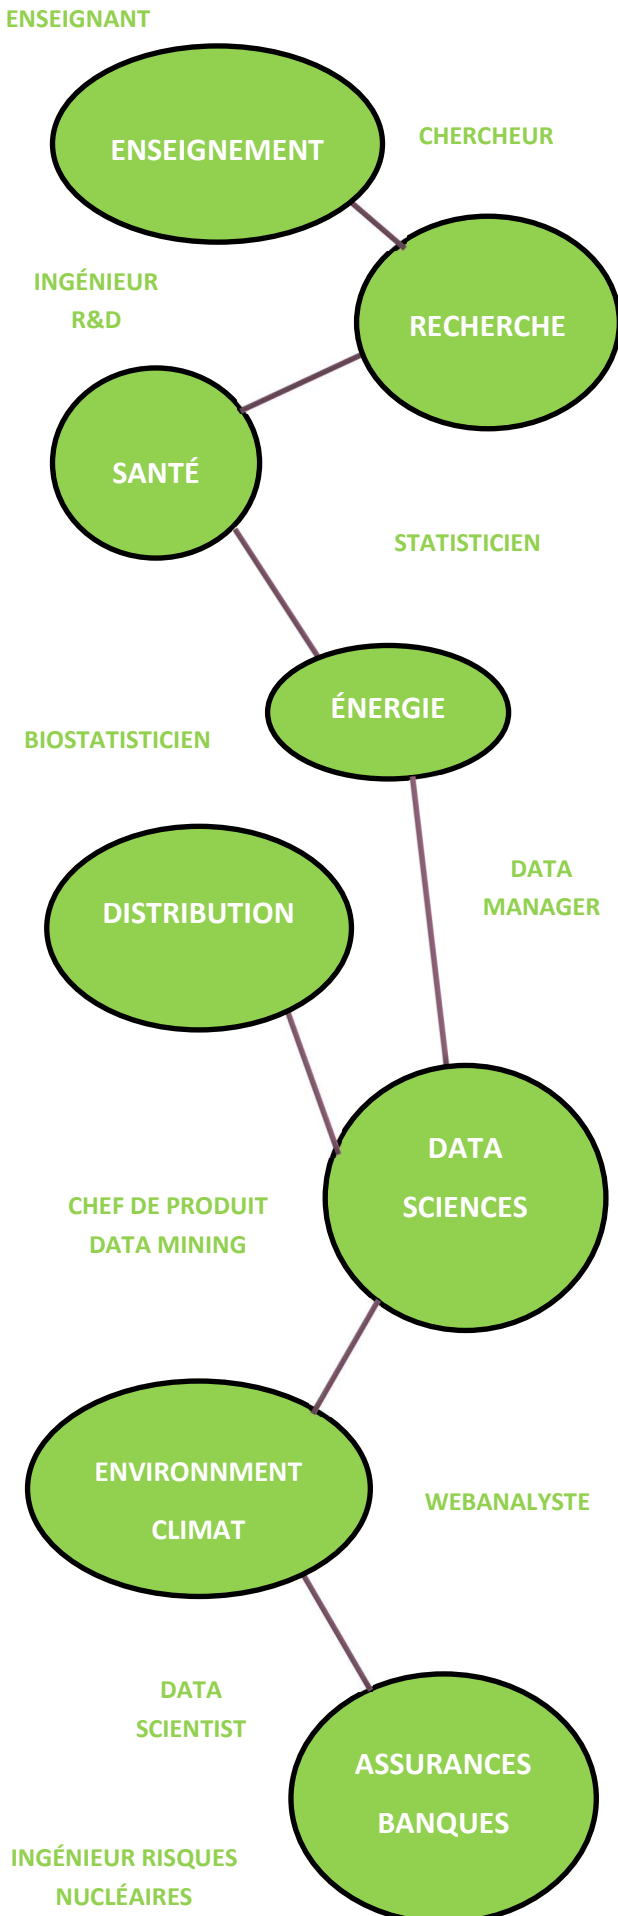 ENSEIGNANT
ENSEIGNEMENT
CHERCHEUR
INGÉNIEUR
R&D
RECHERCHE
SANTÉ
STATISTICIEN
ÉNERGIE
BIOSTATISTICIEN
DISTRIBUTION
DATA
MANAGER
DATA
SCIENCES
CHEF DE PRODUIT
DATA MINING
ENVIRONNMENT
CLIMAT
WEBANALYSTE
DATA
SCIENTIST
ASSURANCES
BANQUES
INGÉNIEUR RISQUES
NUCLÉAIRES